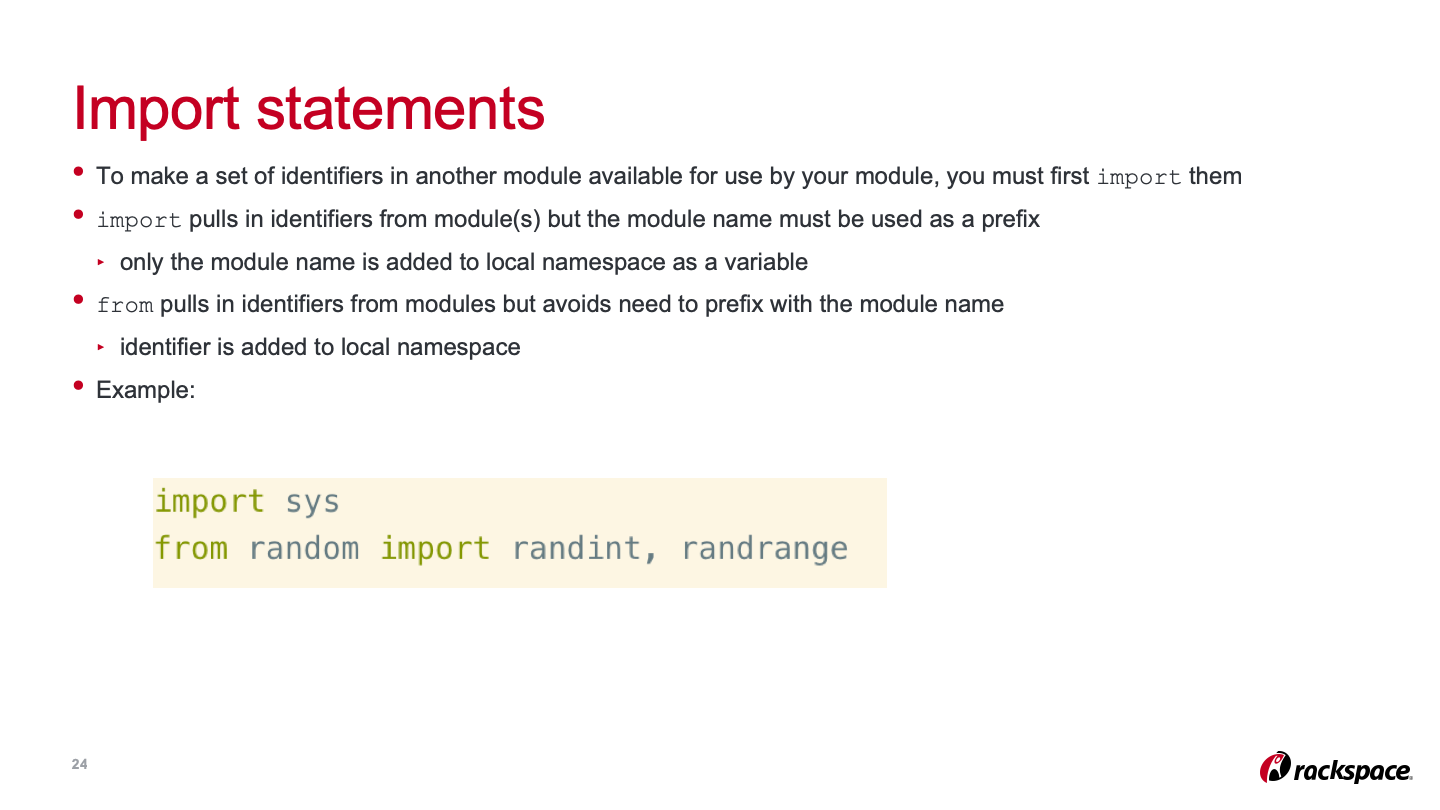 Import statements
• To make a set of identifiers in another module available for use by your module, you must first import them
• import pulls in identifiers from module(s) but the module name must be used as a prefix
‣ only the module name is added to local namespace as a variable
• from pulls in identifiers from modules but avoids need to prefix with the module name
‣ identifier is added to local namespace
• Example:
import sys
from random import randint, randrange
24
rackspace.